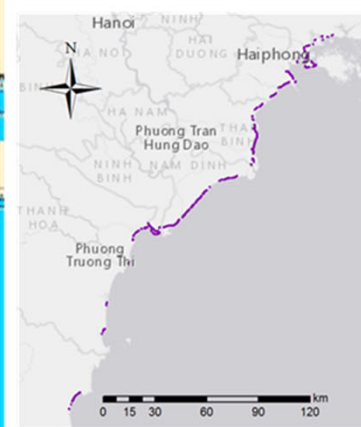 Hanoi
NINH
HAI
DUONG
HA NOI
Haiphong
N
HA NAM
Phuong Tran
Hung Dao
THAI
BINH
NINH
BINH
NAM DINH
THANH
HOA
Phuong
Truong Thi
km
0 15 30 60 90 120